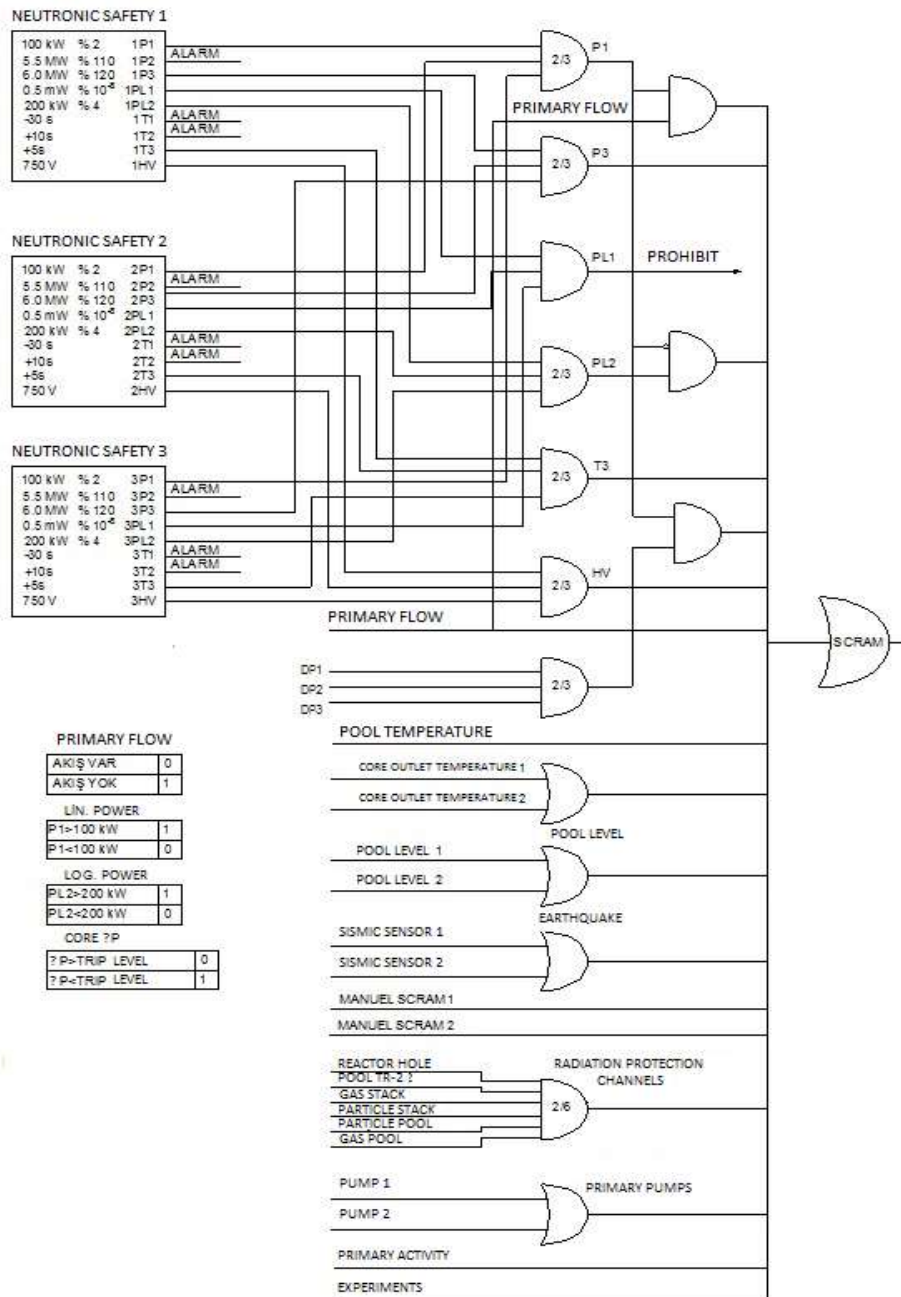 NEUTRONIC SAFETY 1
100 kW % 2 1P1 ALARM
5.5 MW % 110 1P2
6.0 MW % 120 1P3
0.5 mW % 10-8 1PL1
200 kW % 4 1PL2
-30 s 1T1 ALARM
+10s 1T2 ALARM
+5s 1T3
750 V 1HV
NEUTRONIC SAFETY 2
100 kW % 2 2P1
5.5 MW % 110 2P2 ALARM
6.0 MW % 120 2P3
0.5 mW % 10-8 2PL1
200 kW % 4 2PL2
-30 s 2T1 ALARM
+10s 2T2 ALARM
+5s 2T3
750 V 2HV
NEUTRONIC SAFETY 3
100 kW % 2 3P1
5.5 MW % 110 3P2 ALARM
6.0 MW % 120 3P3
0.5 mW % 10-8 3PL1
200 kW % 4 3PL2
-30 s 3T1 ALARM
+10s 3T2 ALARM
+5s 3T3
750 V 3HV
2/3 P1
PRIMARY FLOW
2/3 P3
PL1 PROHIBIT
2/3 PL2
2/3 T3
2/3 HV
PRIMARY FLOW
SCRAM
DP1
DP2
DP3
2/3
POOL TEMPERATURE
CORE OUTLET TEMPERATURE 1
CORE OUTLET TEMPERATURE 2
POOL LEVEL
POOL LEVEL 1
POOL LEVEL 2
EARTHQUAKE
SISMIC SENSOR 1
SISMIC SENSOR 2
MANUEL SCRAM 1
MANUEL SCRAM 2
REACTOR HOLE
POOL TR-2 2
GAS STACK
PARTICLE STACK
PARTICLE POOL
GAS POOL
2/6
RADIATION PROTECTION
CHANNELS
PUMP 1
PUMP 2
PRIMARY PUMPS
PRIMARY ACTIVITY
EXPERIMENTS
PRIMARY FLOW
AKIŞ VAR 0
AKIŞ YOK 1
LİN. POWER
P1>100 kW 1
P1<100 kW 0
LOG. POWER
PL2>200 kW 1
PL2<200 kW 0
CORE ?P
? P>TRIP LEVEL 0
? P<TRIP LEVEL 1